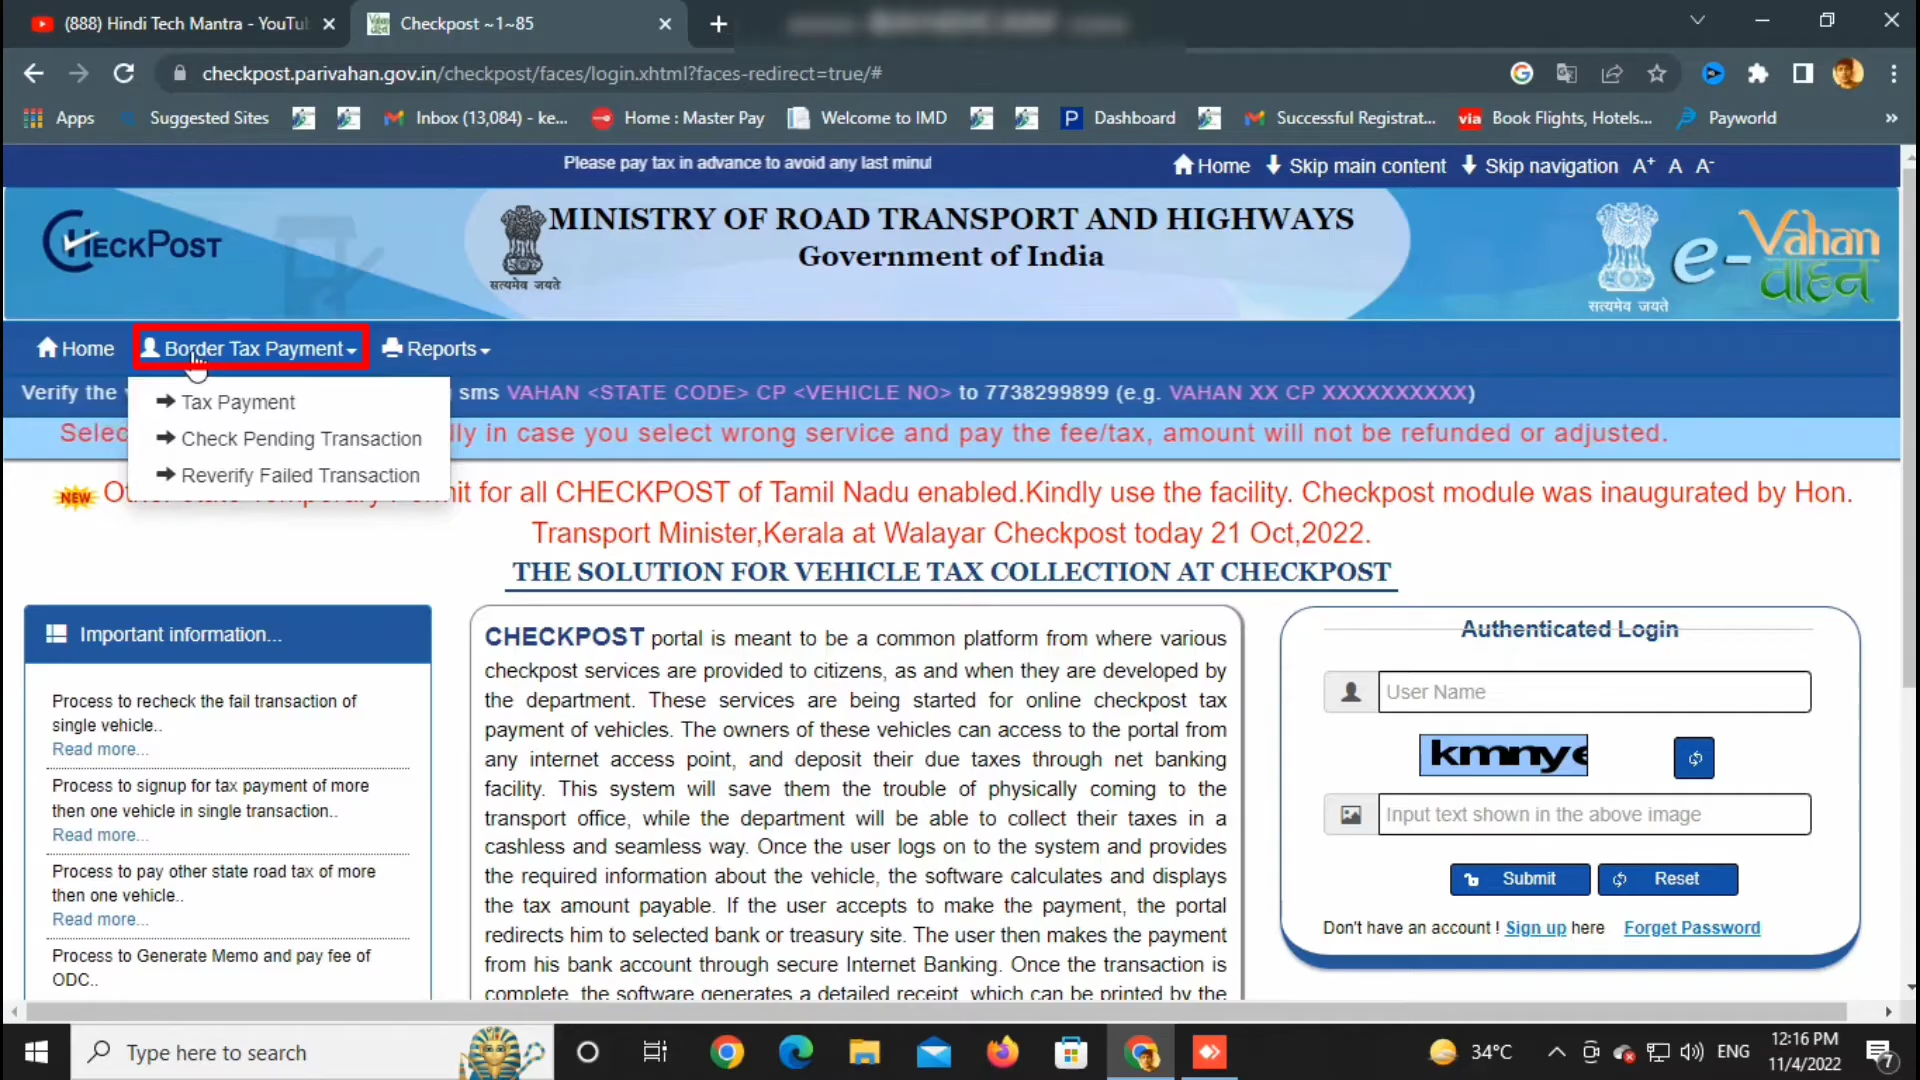 (888) Hindi Tech Mantra - YouTu
Checkpost ~1~85
checkpost.parivahan.gov.in/checkpost/faces/login.xhtml?faces-redirect=true/#
Apps Suggested Sites Inbox (13,084) - ke... Home : Master Pay Welcome to IMD P Dashboard Successful Registrat... via Book Flights, Hotels... Payworld »
Please pay tax in advance to avoid any last minu
Home Skip main content Skip navigation A+ A A-
CHECKPOST
MINISTRY OF ROAD TRANSPORT AND HIGHWAYS
Government of India
सत्यमेव जयते
सत्यमेव जयते
e-Vahan
वाहन
Home Border Tax Payment Reports
Verify the sms VAHAN <STATE CODE> CP <VEHICLE NO> to 7738299899 (e.g. VAHAN XX CP XXXXXXXXXX)
Tax Payment
Check Pending Transaction
Reverify Failed Transaction
Selec lly in case you select wrong service and pay the fee/tax, amount will not be refunded or adjusted.
NEW for all CHECKPOST of Tamil Nadu enabled.Kindly use the facility. Checkpost module was inaugurated by Hon.
Transport Minister,Kerala at Walayar Checkpost today 21 Oct,2022.
THE SOLUTION FOR VEHICLE TAX COLLECTION AT CHECKPOST
Important information...
Process to recheck the fail transaction of
single vehicle..
Read more...
Process to signup for tax payment of more
then one vehicle in single transaction..
Read more...
Process to pay other state road tax of more
then one vehicle..
Read more...
Process to Generate Memo and pay fee of
ODC..
CHECKPOST portal is meant to be a common platform from where various
checkpost services are provided to citizens, as and when they are developed by
the department. These services are being started for online checkpost tax
payment of vehicles. The owners of these vehicles can access to the portal from
any internet access point, and deposit their due taxes through net banking
facility. This system will save them the trouble of physically coming to the
transport office, while the department will be able to collect their taxes in a
cashless and seamless way. Once the user logs on to the system and provides
the required information about the vehicle, the software calculates and displays
the tax amount payable. If the user accepts to make the payment, the portal
redirects him to selected bank or treasury site. The user then makes the payment
from his bank account through secure Internet Banking. Once the transaction is
complete, the software generates a detailed receipt, which can be printed by the
Authenticated Login
User Name
kmnye
Input text shown in the above image
Submit Reset
Don't have an account ! Sign up here Forget Password
Type here to search
34°C
ENG
12:16 PM
11/4/2022
7